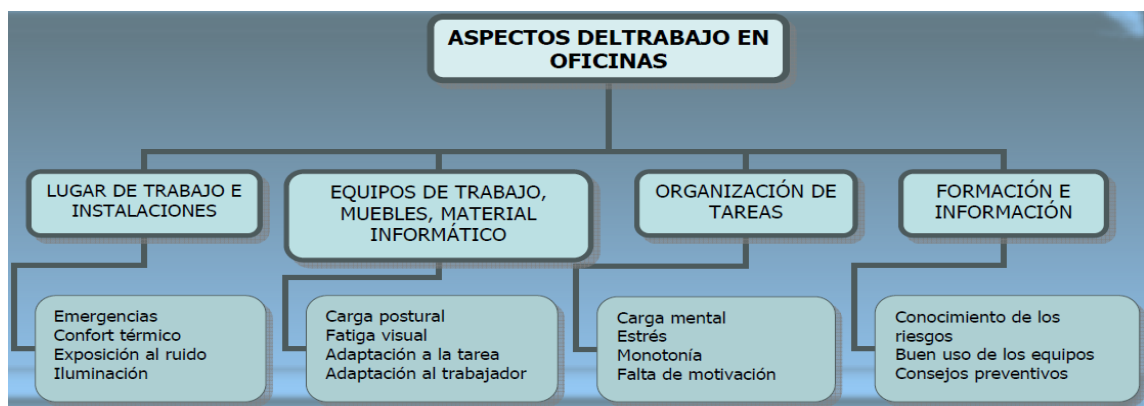 ASPECTOS DELTRABAJO EN
OFICINAS
LUGAR DE TRABAJO E
INSTALACIONES
EQUIPOS DE TRABAJO,
MUEBLES, MATERIAL
INFORMÁTICO
ORGANIZACIÓN DE
TAREAS
FORMACIÓN E
INFORMACIÓN
Emergencias
Confort térmico
Exposición al ruido
Iluminación
Carga postural
Fatiga visual
Adaptación a la tarea
Adaptación al trabajador
Carga mental
Estrés
Monotonía
Falta de motivación
Conocimiento de los
riesgos
Buen uso de los equipos
Consejos preventivos